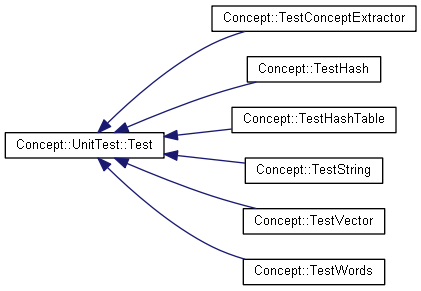 Concept::TestConceptExtractor
Concept::TestHash
Concept::TestHashTable
Concept::UnitTest::Test
Concept::TestString
Concept::TestVector
Concept::TestWords